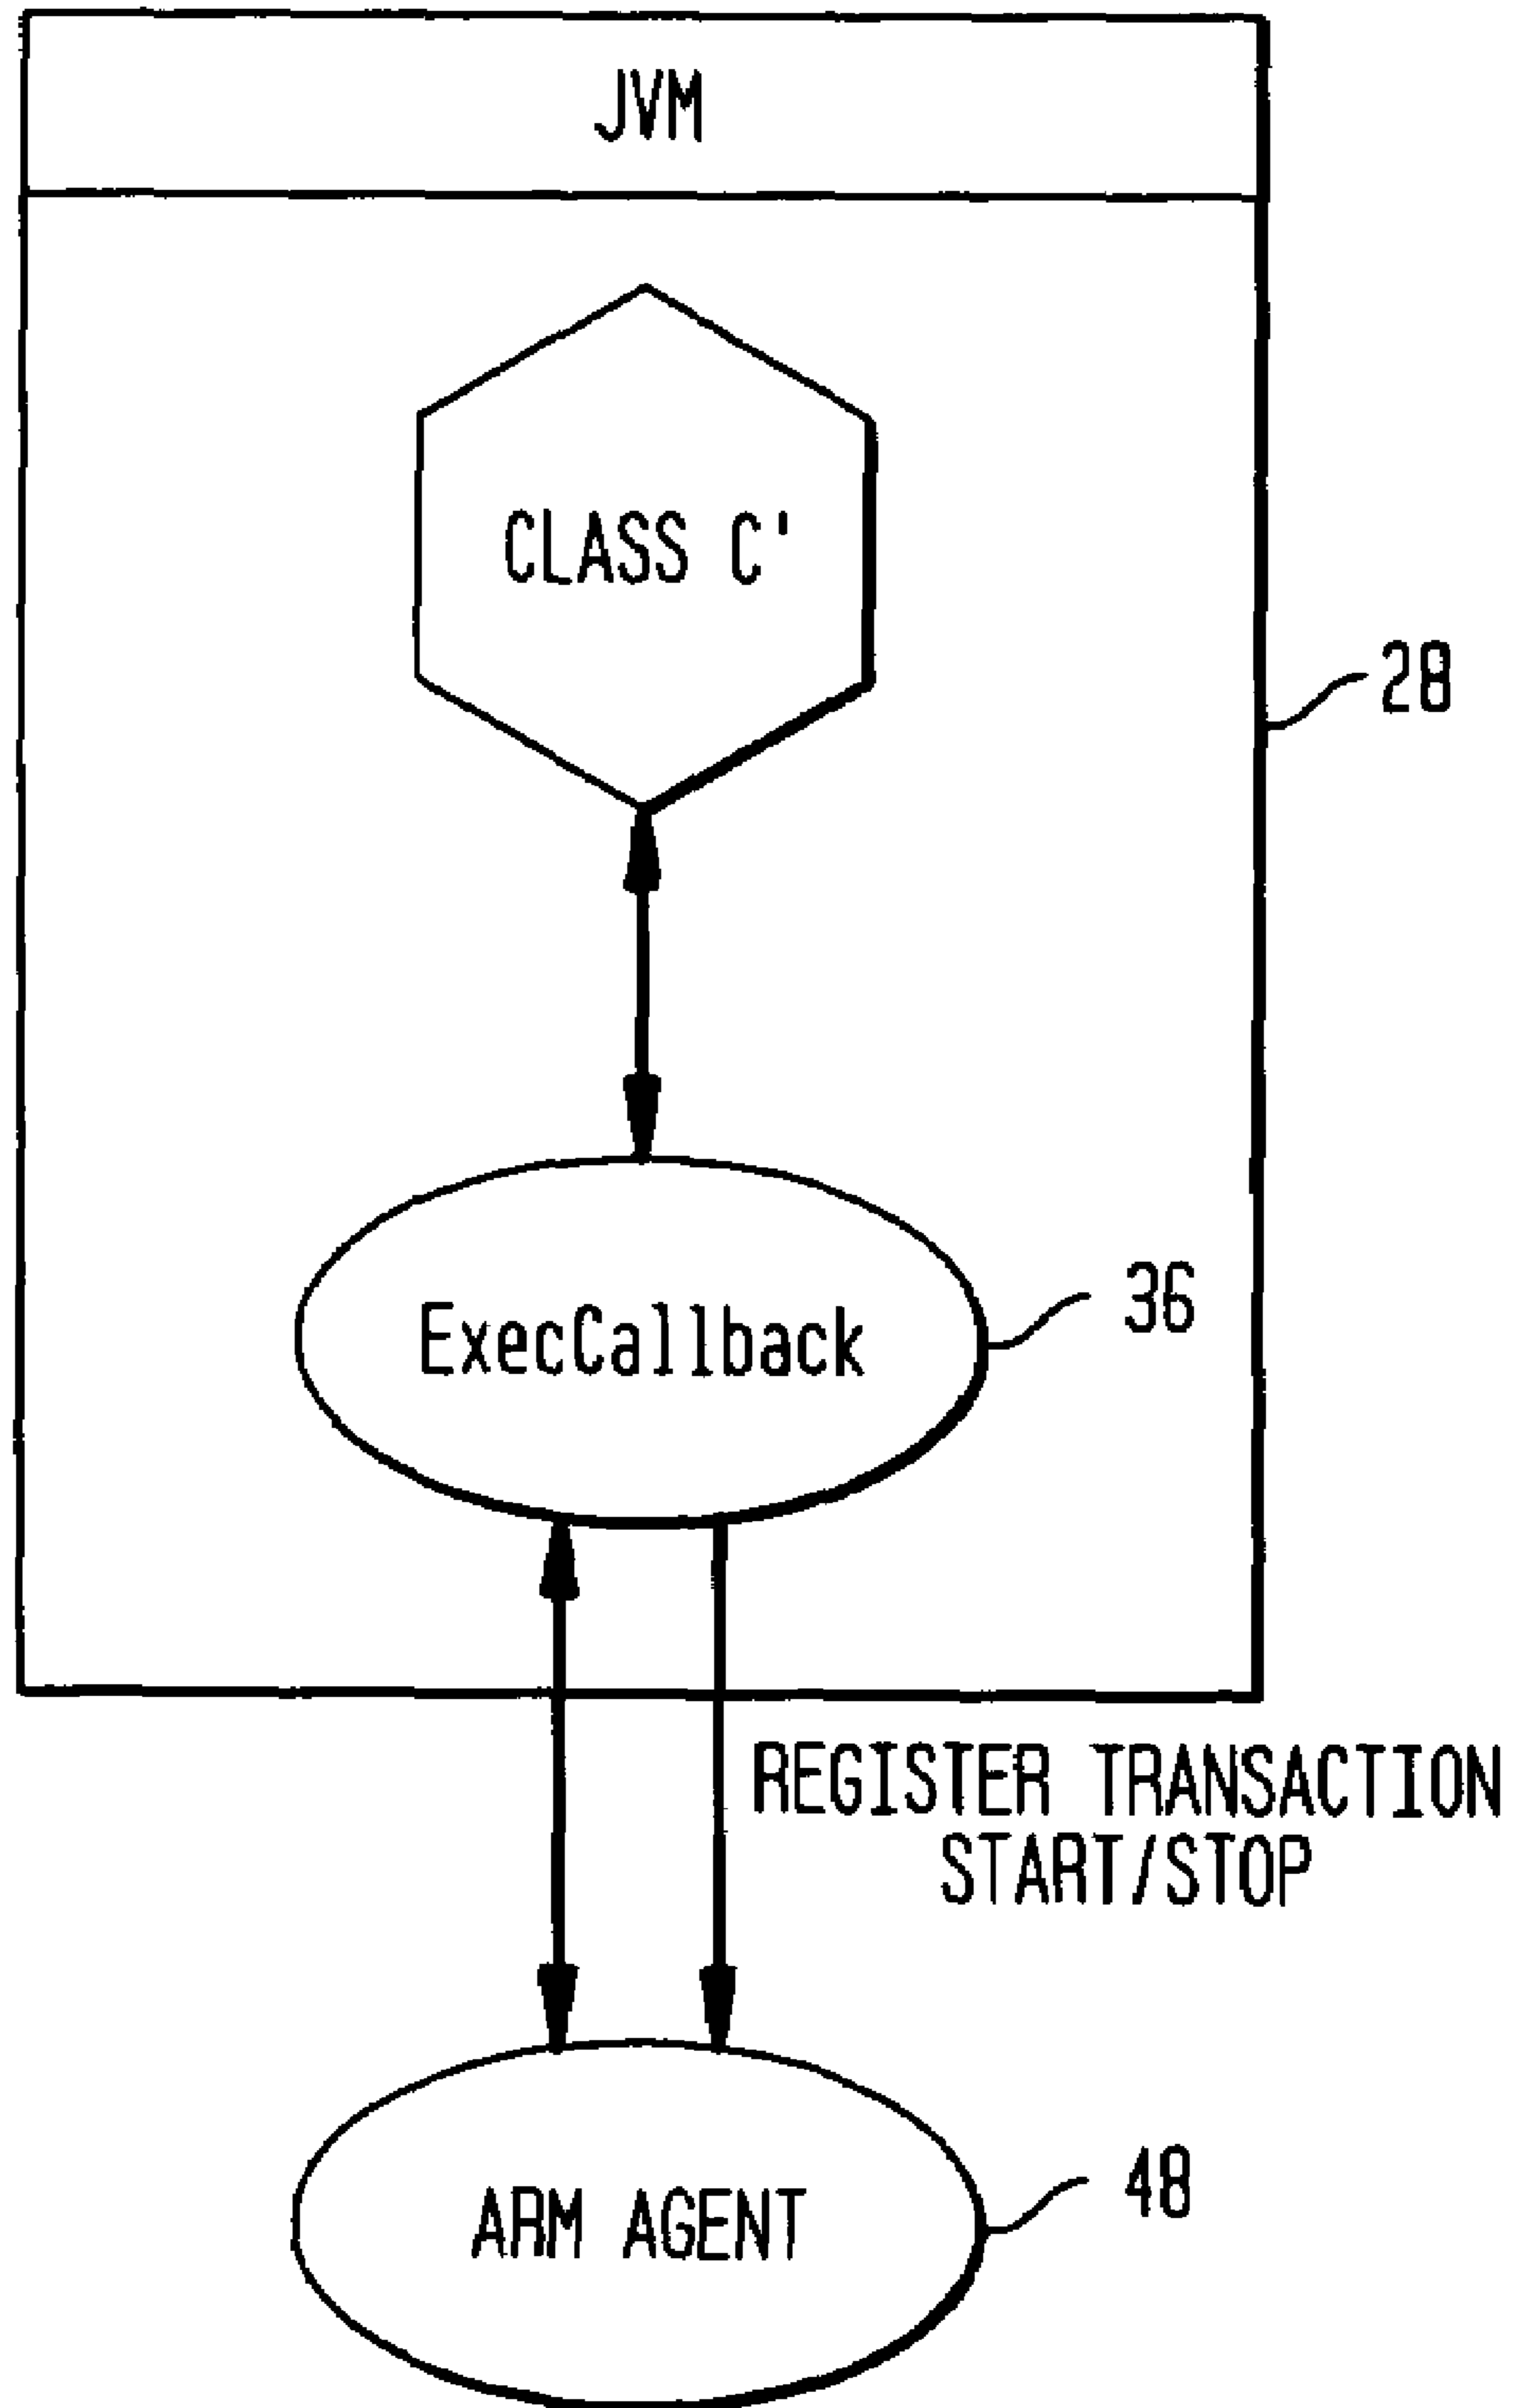 JVM
CLASS C'
28
ExecCallback
36
REGISTER TRANSACTION
START/STOP
ARM AGENT
48